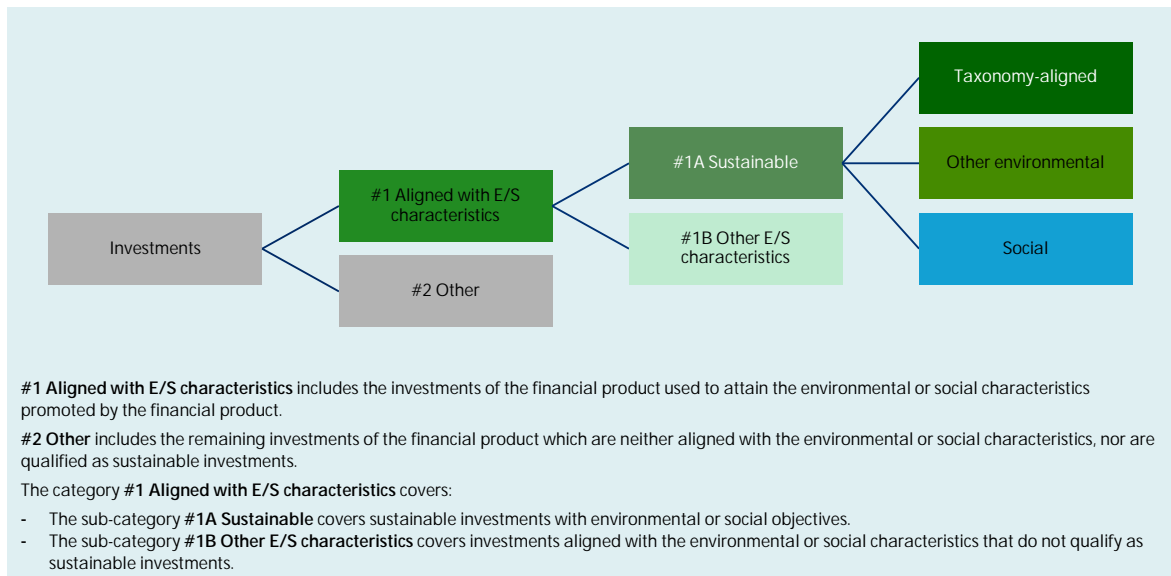 Taxonomy-aligned
#1A Sustainable
Other environmental
#1 Aligned with E/S
characteristics
#1B Other E/S
characteristics
Investments
Social
#2 Other
#1 Aligned with E/S characteristics includes the investments of the financial product used to attain the environmental or social characteristics
promoted by the financial product.
#2 Other includes the remaining investments of the financial product which are neither aligned with the environmental or social characteristics, nor are
qualified as sustainable investments.
The category #1 Aligned with E/S characteristics covers:
- The sub-category #1A Sustainable covers sustainable investments with environmental or social objectives.
- The sub-category #1B Other E/S characteristics covers investments aligned with the environmental or social characteristics that do not qualify as
sustainable investments.